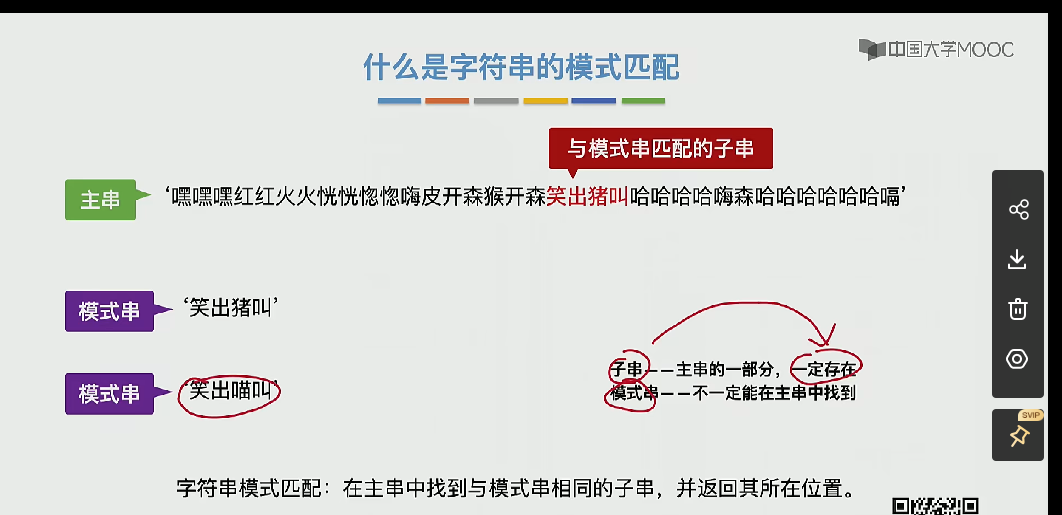 中国大学MOOC
什么是字符串的模式匹配
与模式串匹配的子串
主串
‘嘿嘿嘿红红火火恍恍惚惚嗨皮开森猴开森笑出猪叫哈哈哈哈嗨森哈哈哈哈哈哈嗝’
模式串
‘笑出猪叫’
模式串
‘笑出喵叫’
子串——主串的一部分，一定存在
模式串——不一定能在主串中找到
SVIP
字符串模式匹配：在主串中找到与模式串相同的子串，并返回其所在位置。